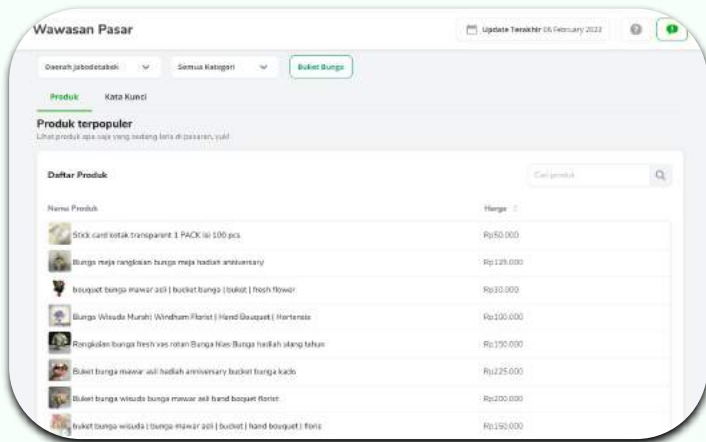 Wawasan Pasar
Update Terakhir 06 February 2022
Daerah Jabodetabek
Semua Kategori
Buket Bunga
Produk
Kata Kunci
Produk terpopuler
Lihat produk apa saja yang sedang laris di pasaran, yuk!
Daftar Produk
Cari produk
Nama Produk
Harga
Stick card kotak transparent 1 PACK isi 100 pcs
Rp50.000
Bunga meja rangkaian bunga meja hadiah anniversary
Rp125.000
bouquet bunga mawar asli | bucket bunga | buket | fresh flower
Rp30.000
Bunga Wisuda Murah| Windham Florist | Hand Bouquet | Hortensia
Rp100.000
Rangkaian bunga fresh vas rotan Bunga hias Bunga hadiah ulang tahun
Rp190.000
Buket bunga mawar asli hadiah anniversary bucket bunga kado
Rp225.000
Buket bunga wisuda bunga mawar asli hand boquet florist
Rp200.000
buket bunga wisuda | bunga mawar asli | bucket | hand bouquet | floris
Rp150.000